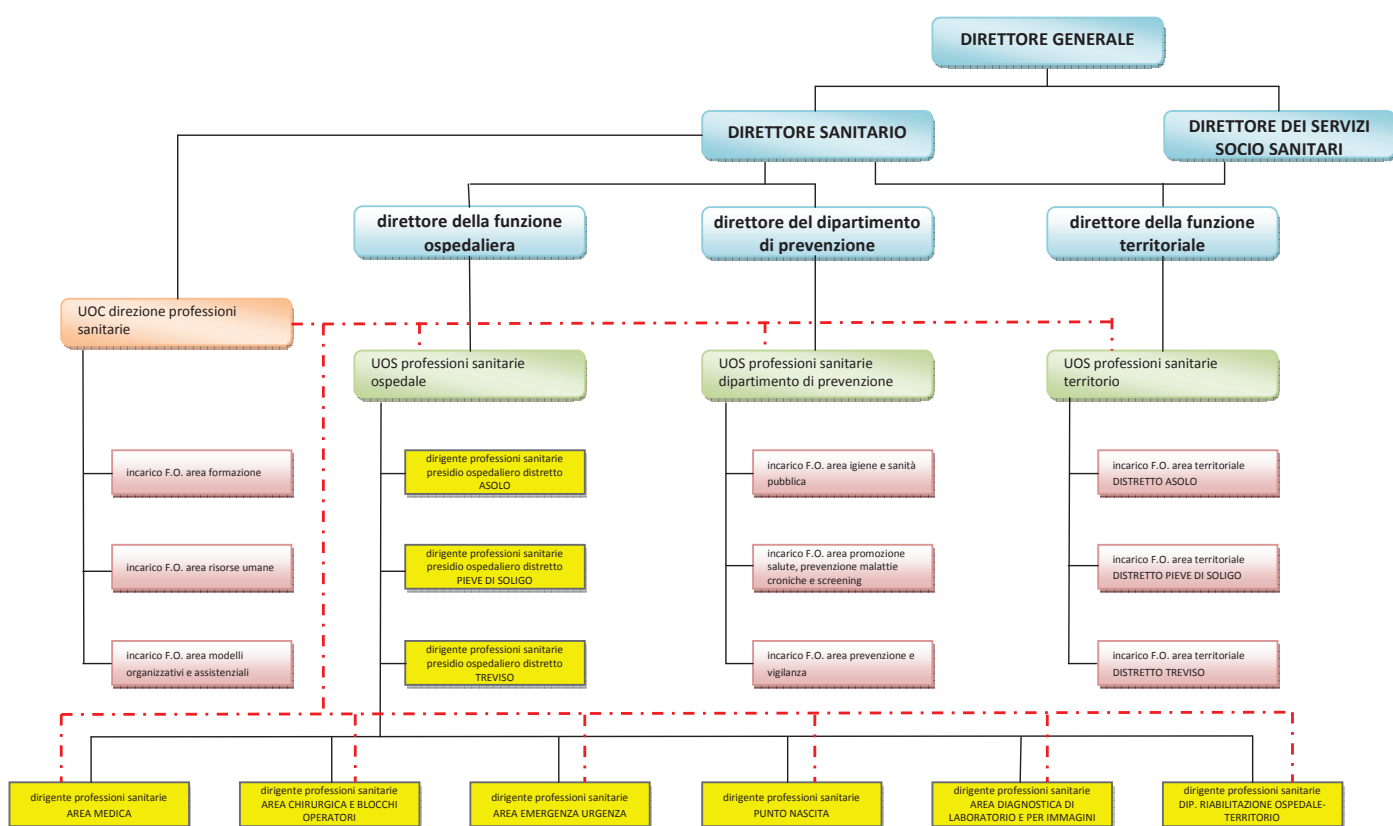 DIRETTORE GENERALE
DIRETTORE SANITARIO
DIRETTORE DEI SERVIZI
SOCIO SANITARI
direttore della funzione
ospedaliera
direttore del dipartimento
di prevenzione
direttore della funzione
territoriale
UOC direzione professioni
sanitarie
UOS professioni sanitarie
ospedale
UOS professioni sanitarie
dipartimento di prevenzione
UOS professioni sanitarie
territorio
incarico F.O. area formazione
dirigente professioni sanitarie
presidio ospedaliero distretto
ASOLO
incarico F.O. area igiene e sanità
pubblica
incarico F.O. area territoriale
DISTRETTO ASOLO
incarico F.O. area risorse umane
dirigente professioni sanitarie
presidio ospedaliero distretto
PIEVE DI SOLIGO
incarico F.O. area promozione
salute, prevenzione malattie
croniche e screening
incarico F.O. area territoriale
DISTRETTO PIEVE DI SOLIGO
incarico F.O. area modelli
organizzativi e assistenziali
dirigente professioni sanitarie
presidio ospedaliero distretto
TREVISO
incarico F.O. area prevenzione e
vigilanza
incarico F.O. area territoriale
DISTRETTO TREVISO
dirigente professioni sanitarie
AREA MEDICA
dirigente professioni sanitarie
AREA CHIRURGICA E BLOCCHI
OPERATORI
dirigente professioni sanitarie
AREA EMERGENZA URGENZA
dirigente professioni sanitarie
PUNTO NASCITA
dirigente professioni sanitarie
AREA DIAGNOSTICA DI
LABORATORIO E PER IMMAGINI
dirigente professioni sanitarie
DIP. RIABILITAZIONE OSPEDALE-
TERRITORIO